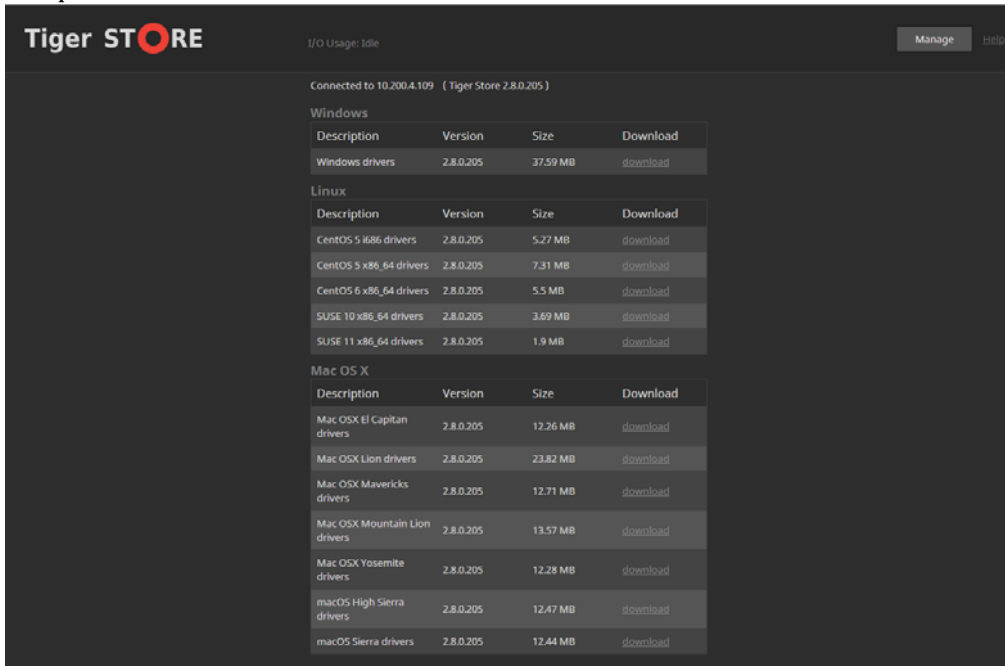 Tiger STORE
I/O Usage: Idle
Manage
Help
Connected to 10.200.4.109 ( Tiger Store 2.8.0.205 )
Windows
Description Version Size Download
Windows drivers 2.8.0.205 37.59 MB download
Linux
Description Version Size Download
CentOS 5 i686 drivers 2.8.0.205 5.27 MB download
CentOS 5 x86_64 drivers 2.8.0.205 7.31 MB download
CentOS 6 x86_64 drivers 2.8.0.205 5.5 MB download
SUSE 10 x86_64 drivers 2.8.0.205 3.69 MB download
SUSE 11 x86_64 drivers 2.8.0.205 1.9 MB download
Mac OS X
Description Version Size Download
Mac OSX El Capitan
drivers 2.8.0.205 12.26 MB download
Mac OSX Lion drivers 2.8.0.205 23.82 MB download
Mac OSX Mavericks
drivers 2.8.0.205 12.71 MB download
Mac OSX Mountain Lion
drivers 2.8.0.205 13.57 MB download
Mac OSX Yosemite
drivers 2.8.0.205 12.28 MB download
macOS High Sierra
drivers 2.8.0.205 12.47 MB download
macOS Sierra drivers 2.8.0.205 12.44 MB download